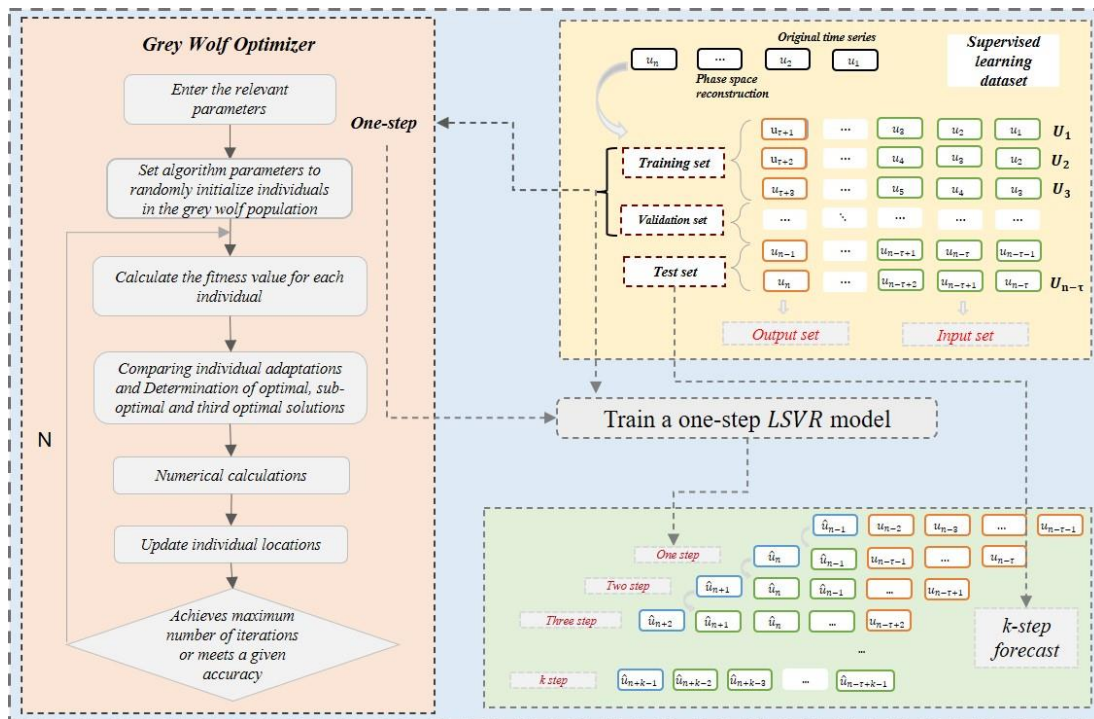 Grey Wolf Optimizer
Enter the relevant
parameters
Set algorithm parameters to
randomly initialize individuals
in the grey wolf population
Calculate the fitness value for each
individual
Comparing individual adaptations
and Determination of optimal, sub-
optimal and third optimal solutions
Numerical calculations
Update individual locations
Achieves maximum
number of iterations
or meets a given
accuracy
N
One-step
Original time series
uₙ ... u₂ u₁
Phase space
reconstruction
Supervised
learning
dataset
Training set
Validation set
Test set
u_{τ+1} ... u₃ u₂ u₁ U₁
u_{τ+2} ... u₄ u₃ u₂ U₂
u_{τ+3} ... u₅ u₄ u₃ U₃
... ⋱ ... ... ...
u_{n−1} ... u_{n−τ+1} u_{n−τ} u_{n−τ−1}
u_n ... u_{n−τ+2} u_{n−τ+1} u_{n−τ} U_{n−τ}
Output set
Input set
Train a one-step LSVR model
û_{n−1} u_{n−2} u_{n−3} ... u_{n−τ−1}
One step û_n û_{n−1} u_{n−τ−1} ... u_{n−τ}
Two step û_{n+1} û_n û_{n−1} ... u_{n−τ+1}
Three step û_{n+2} û_{n+1} û_n ... u_{n−τ+2}
...
k step û_{n+k−1} û_{n+k−2} û_{n+k−3} ... û_{n−τ+k−1}
k-step
forecast